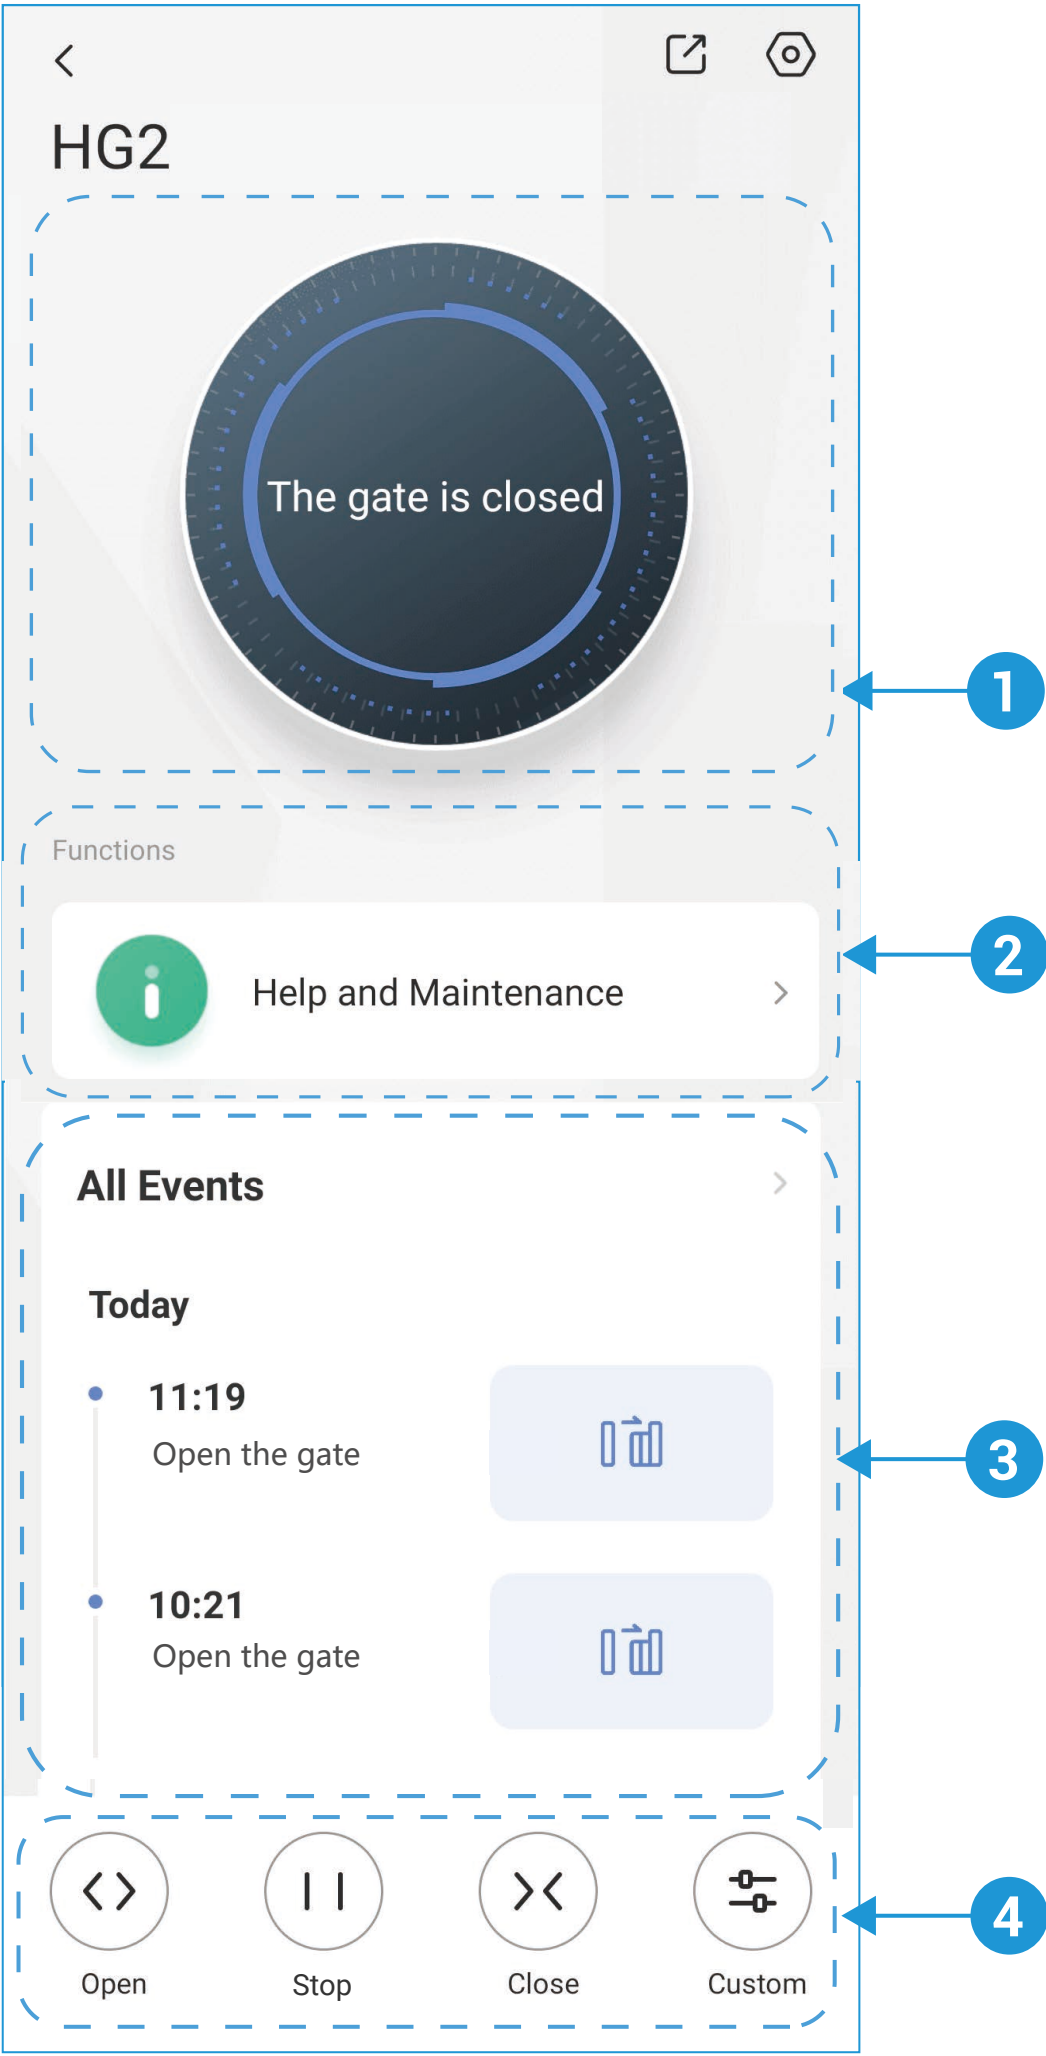 HG2
The gate is closed
1
Functions
2
Help and Maintenance
All Events
Today
11:19
Open the gate
3
10:21
Open the gate
4
Open Stop Close Custom